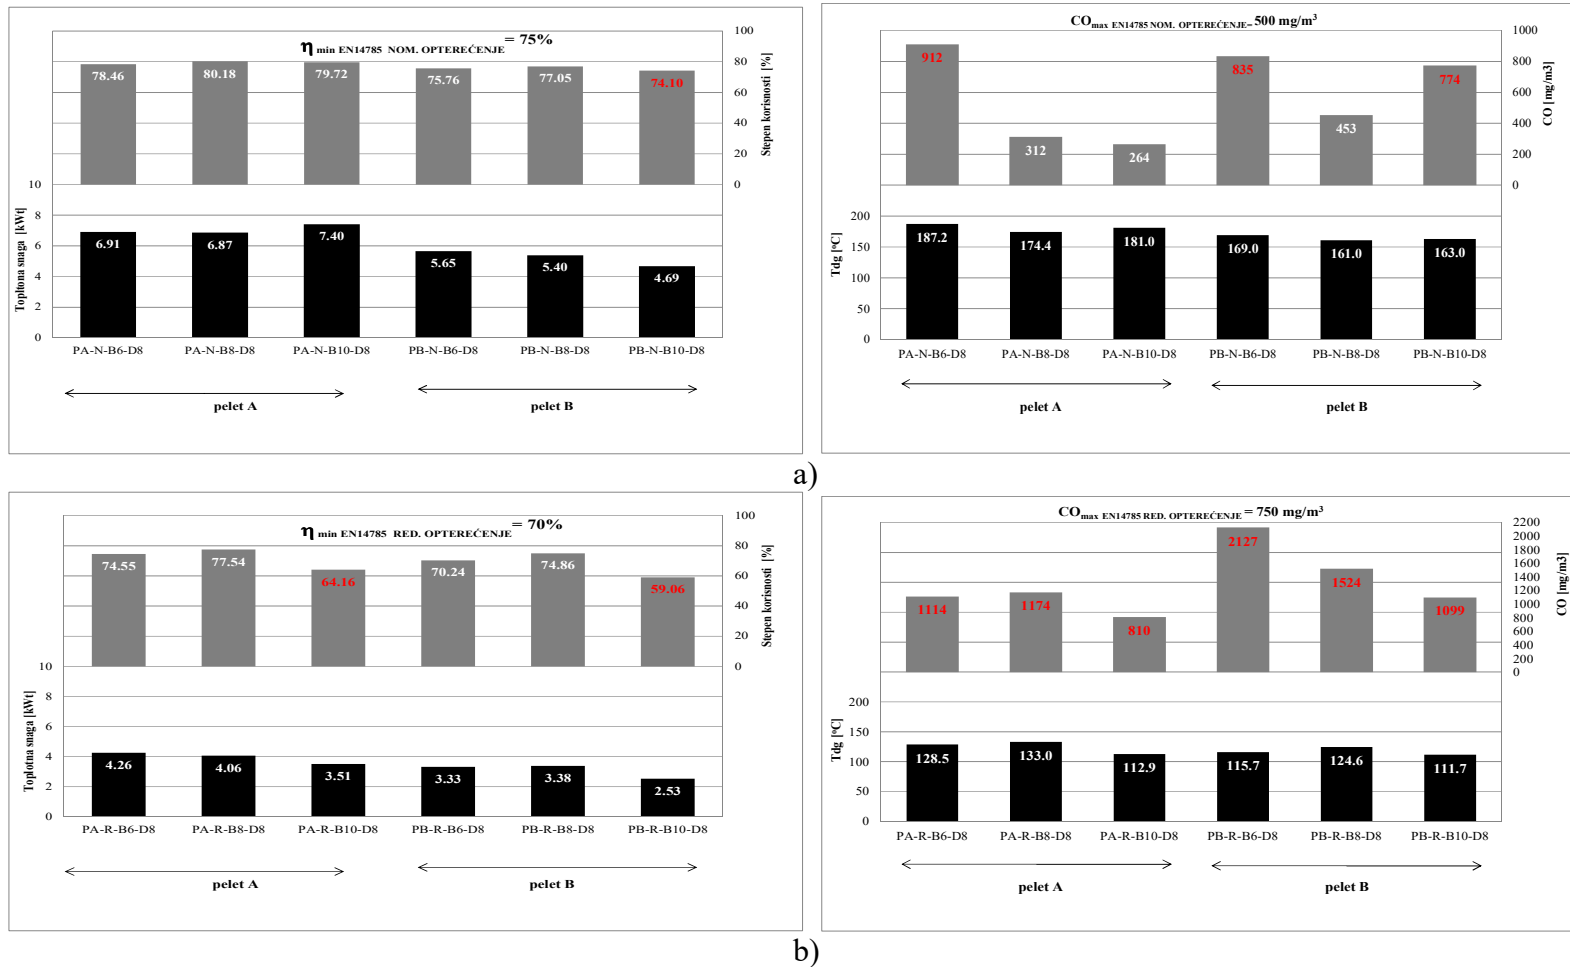 η min EN14785 NOM. OPTEREĆENJE = 75%
100
80
60
40
20
0
Stepen korisnosti [%]
78.46 80.18 79.72 75.76 77.05 74.10
10
8
6
4
2
0
Topltona snaga [kWt]
6.91 6.87 7.40 5.65 5.40 4.69
PA-N-B6-D8 PA-N-B8-D8 PA-N-B10-D8 PB-N-B6-D8 PB-N-B8-D8 PB-N-B10-D8
pelet A pelet B
COmax EN14785 NOM. OPTEREĆENJE= 500 mg/m³
1000
800
600
400
200
0
CO [mg/m3]
912 312 264 835 453 774
200
150
100
50
0
Tdg [°C]
187.2 174.4 181.0 169.0 161.0 163.0
PA-N-B6-D8 PA-N-B8-D8 PA-N-B10-D8 PB-N-B6-D8 PB-N-B8-D8 PB-N-B10-D8
pelet A pelet B
a)
η min EN14785 RED. OPTEREĆENJE = 70%
100
80
60
40
20
0
Stepen korisnosti [%]
74.55 77.54 64.16 70.24 74.86 59.06
10
8
6
4
2
0
Toplotna snaga [kWt]
4.26 4.06 3.51 3.33 3.38 2.53
PA-R-B6-D8 PA-R-B8-D8 PA-R-B10-D8 PB-R-B6-D8 PB-R-B8-D8 PB-R-B10-D8
pelet A pelet B
COmax EN14785 RED. OPTEREĆENJE = 750 mg/m³
2200
2000
1800
1600
1400
1200
1000
800
600
400
200
0
CO [mg/m3]
1114 1174 810 2127 1524 1099
200
150
100
50
0
Tdg [°C]
128.5 133.0 112.9 115.7 124.6 111.7
PA-R-B6-D8 PA-R-B8-D8 PA-R-B10-D8 PB-R-B6-D8 PB-R-B8-D8 PB-R-B10-D8
pelet A pelet B
b)